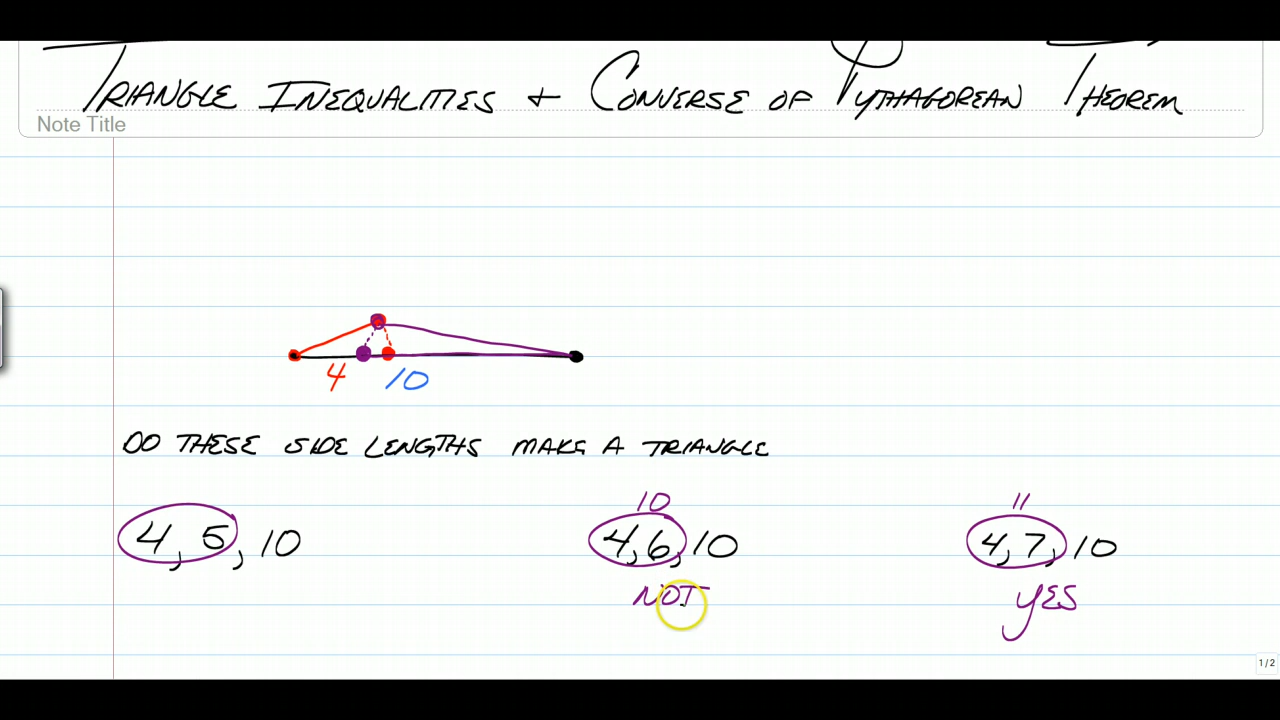 TRIANGLE INEQUALITIES + CONVERSE OF PYTHAGOREAN THEOREM
Note Title
4 10
DO THESE SIDE LENGTHS MAKE A TRIANGLE
10 11
4, 5, 10 4, 6, 10 4, 7, 10
NOT YES
1/2